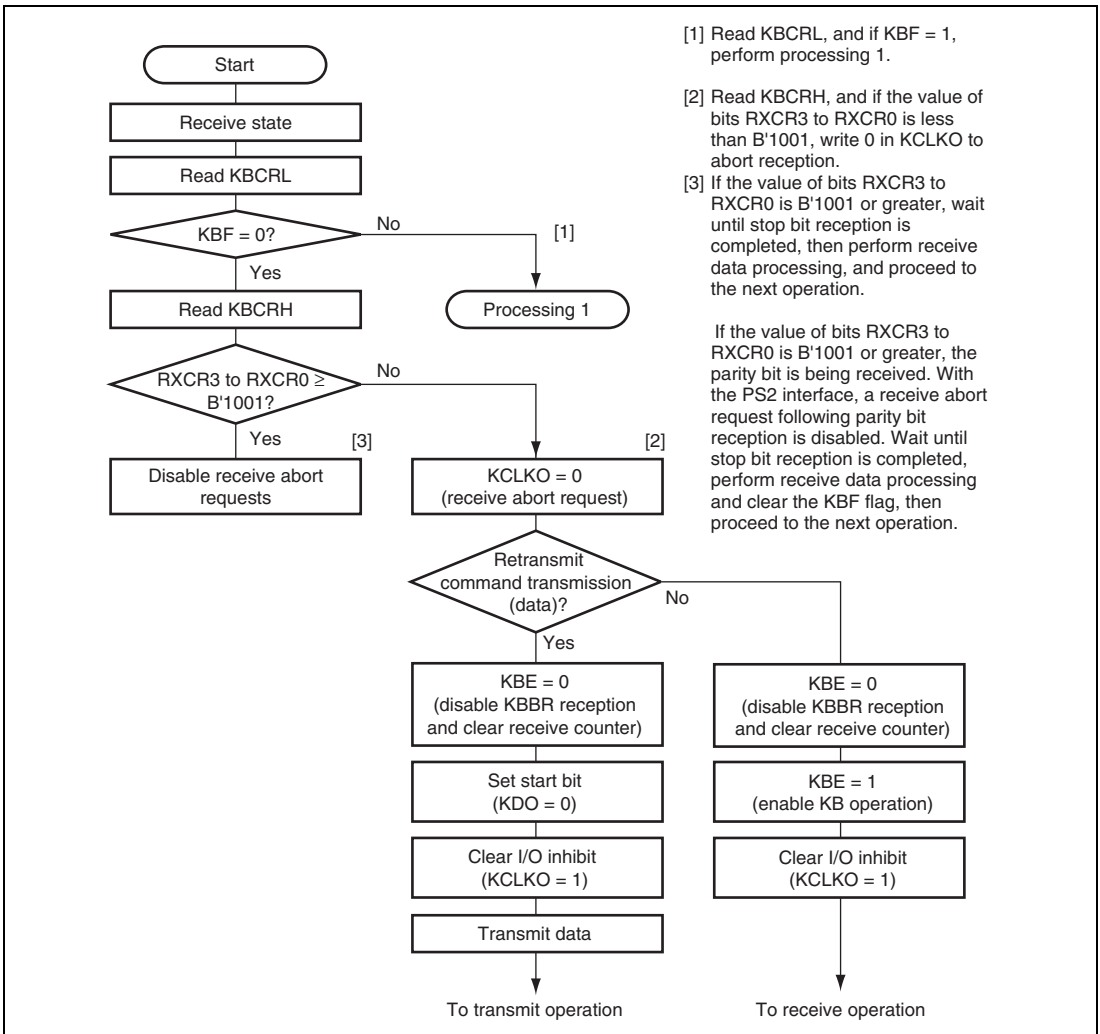 Start
Receive state
Read KBCRL
KBF = 0?
No
[1]
Yes
Processing 1
Read KBCRH
RXCR3 to RXCR0 ≥
B'1001?
No
Yes
[3]
Disable receive abort
requests
[2]
KCLKO = 0
(receive abort request)
Retransmit
command transmission
(data)?
No
Yes
KBE = 0
(disable KBBR reception
and clear receive counter)
Set start bit
(KDO = 0)
Clear I/O inhibit
(KCLKO = 1)
Transmit data
To transmit operation
KBE = 0
(disable KBBR reception
and clear receive counter)
KBE = 1
(enable KB operation)
Clear I/O inhibit
(KCLKO = 1)
To receive operation
[1] Read KBCRL, and if KBF = 1,
perform processing 1.
[2] Read KBCRH, and if the value of
bits RXCR3 to RXCR0 is less
than B'1001, write 0 in KCLKO to
abort reception.
[3] If the value of bits RXCR3 to
RXCR0 is B'1001 or greater, wait
until stop bit reception is
completed, then perform receive
data processing, and proceed to
the next operation.
If the value of bits RXCR3 to
RXCR0 is B'1001 or greater, the
parity bit is being received. With
the PS2 interface, a receive abort
request following parity bit
reception is disabled. Wait until
stop bit reception is completed,
perform receive data processing
and clear the KBF flag, then
proceed to the next operation.